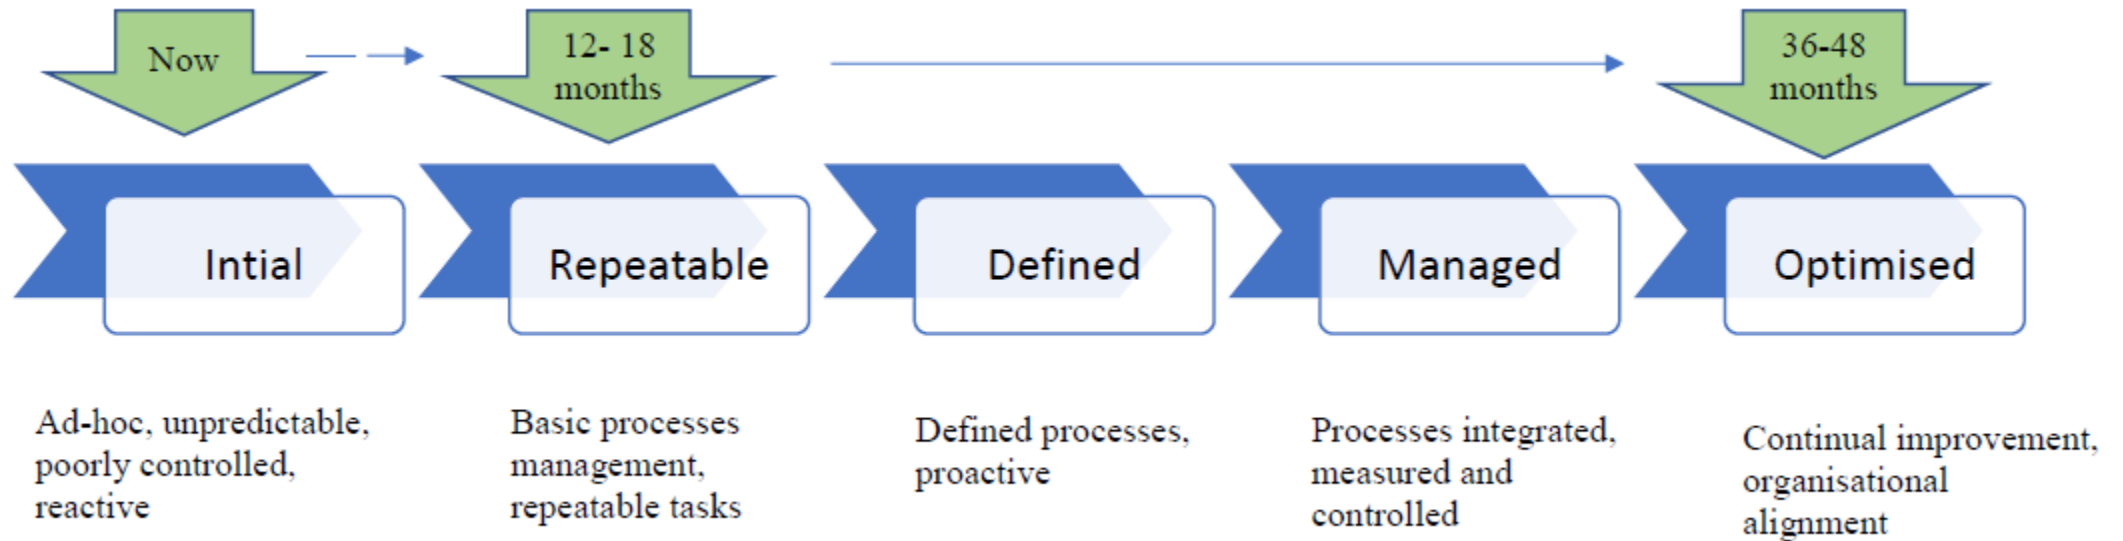 Now
12- 18
months
36-48
months
Intial
Repeatable
Defined
Managed
Optimised
Ad-hoc, unpredictable,
poorly controlled,
reactive
Basic processes
management,
repeatable tasks
Defined processes,
proactive
Processes integrated,
measured and
controlled
Continual improvement,
organisational
alignment